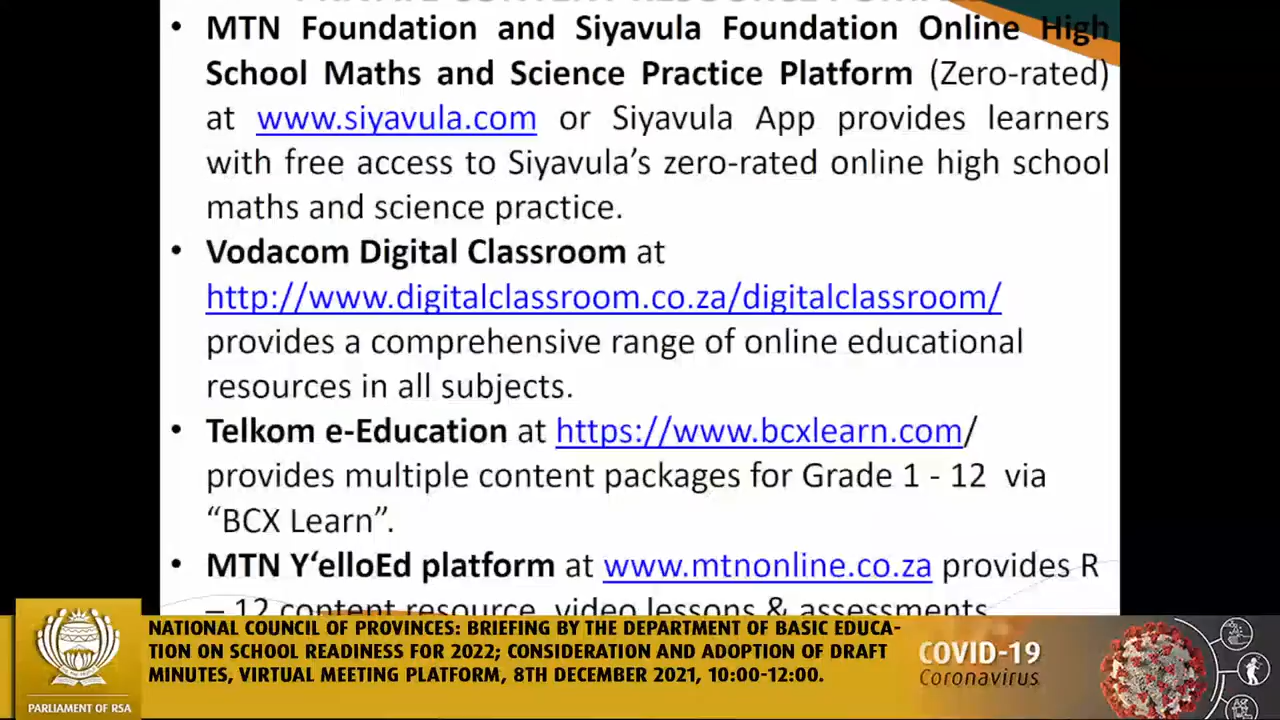 • MTN Foundation and Siyavula Foundation Online High
School Maths and Science Practice Platform (Zero-rated)
at www.siyavula.com or Siyavula App provides learners
with free access to Siyavula’s zero-rated online high school
maths and science practice.
• Vodacom Digital Classroom at
http://www.digitalclassroom.co.za/digitalclassroom/
provides a comprehensive range of online educational
resources in all subjects.
• Telkom e-Education at https://www.bcxlearn.com/
provides multiple content packages for Grade 1 - 12 via
“BCX Learn”.
• MTN Y‘elloEd platform at www.mtnonline.co.za provides R
– 12 content resource, video lessons & assessments
NATIONAL COUNCIL OF PROVINCES: BRIEFING BY THE DEPARTMENT OF BASIC EDUCA-
TION ON SCHOOL READINESS FOR 2022; CONSIDERATION AND ADOPTION OF DRAFT
MINUTES, VIRTUAL MEETING PLATFORM, 8TH DECEMBER 2021, 10:00-12:00.
PARLIAMENT OF RSA
COVID-19
Coronavirus